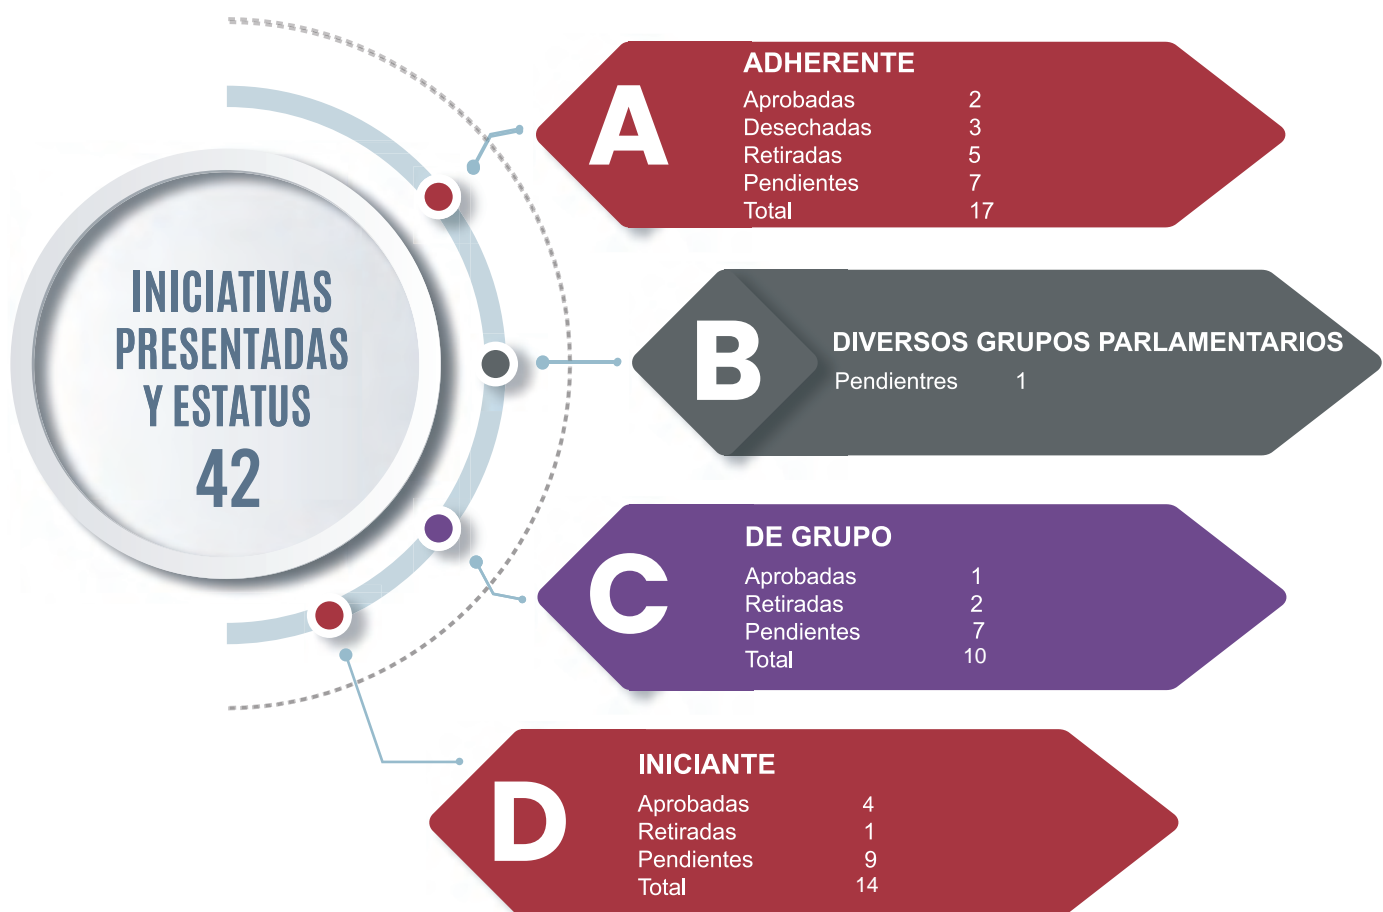 INICIATIVAS
PRESENTADAS
Y ESTATUS
42
A
ADHERENTE
Aprobadas 2
Desechadas 3
Retiradas 5
Pendientes 7
Total 17
B
DIVERSOS GRUPOS PARLAMENTARIOS
Pendientres 1
C
DE GRUPO
Aprobadas 1
Retiradas 2
Pendientes 7
Total 10
D
INICIANTE
Aprobadas 4
Retiradas 1
Pendientes 9
Total 14